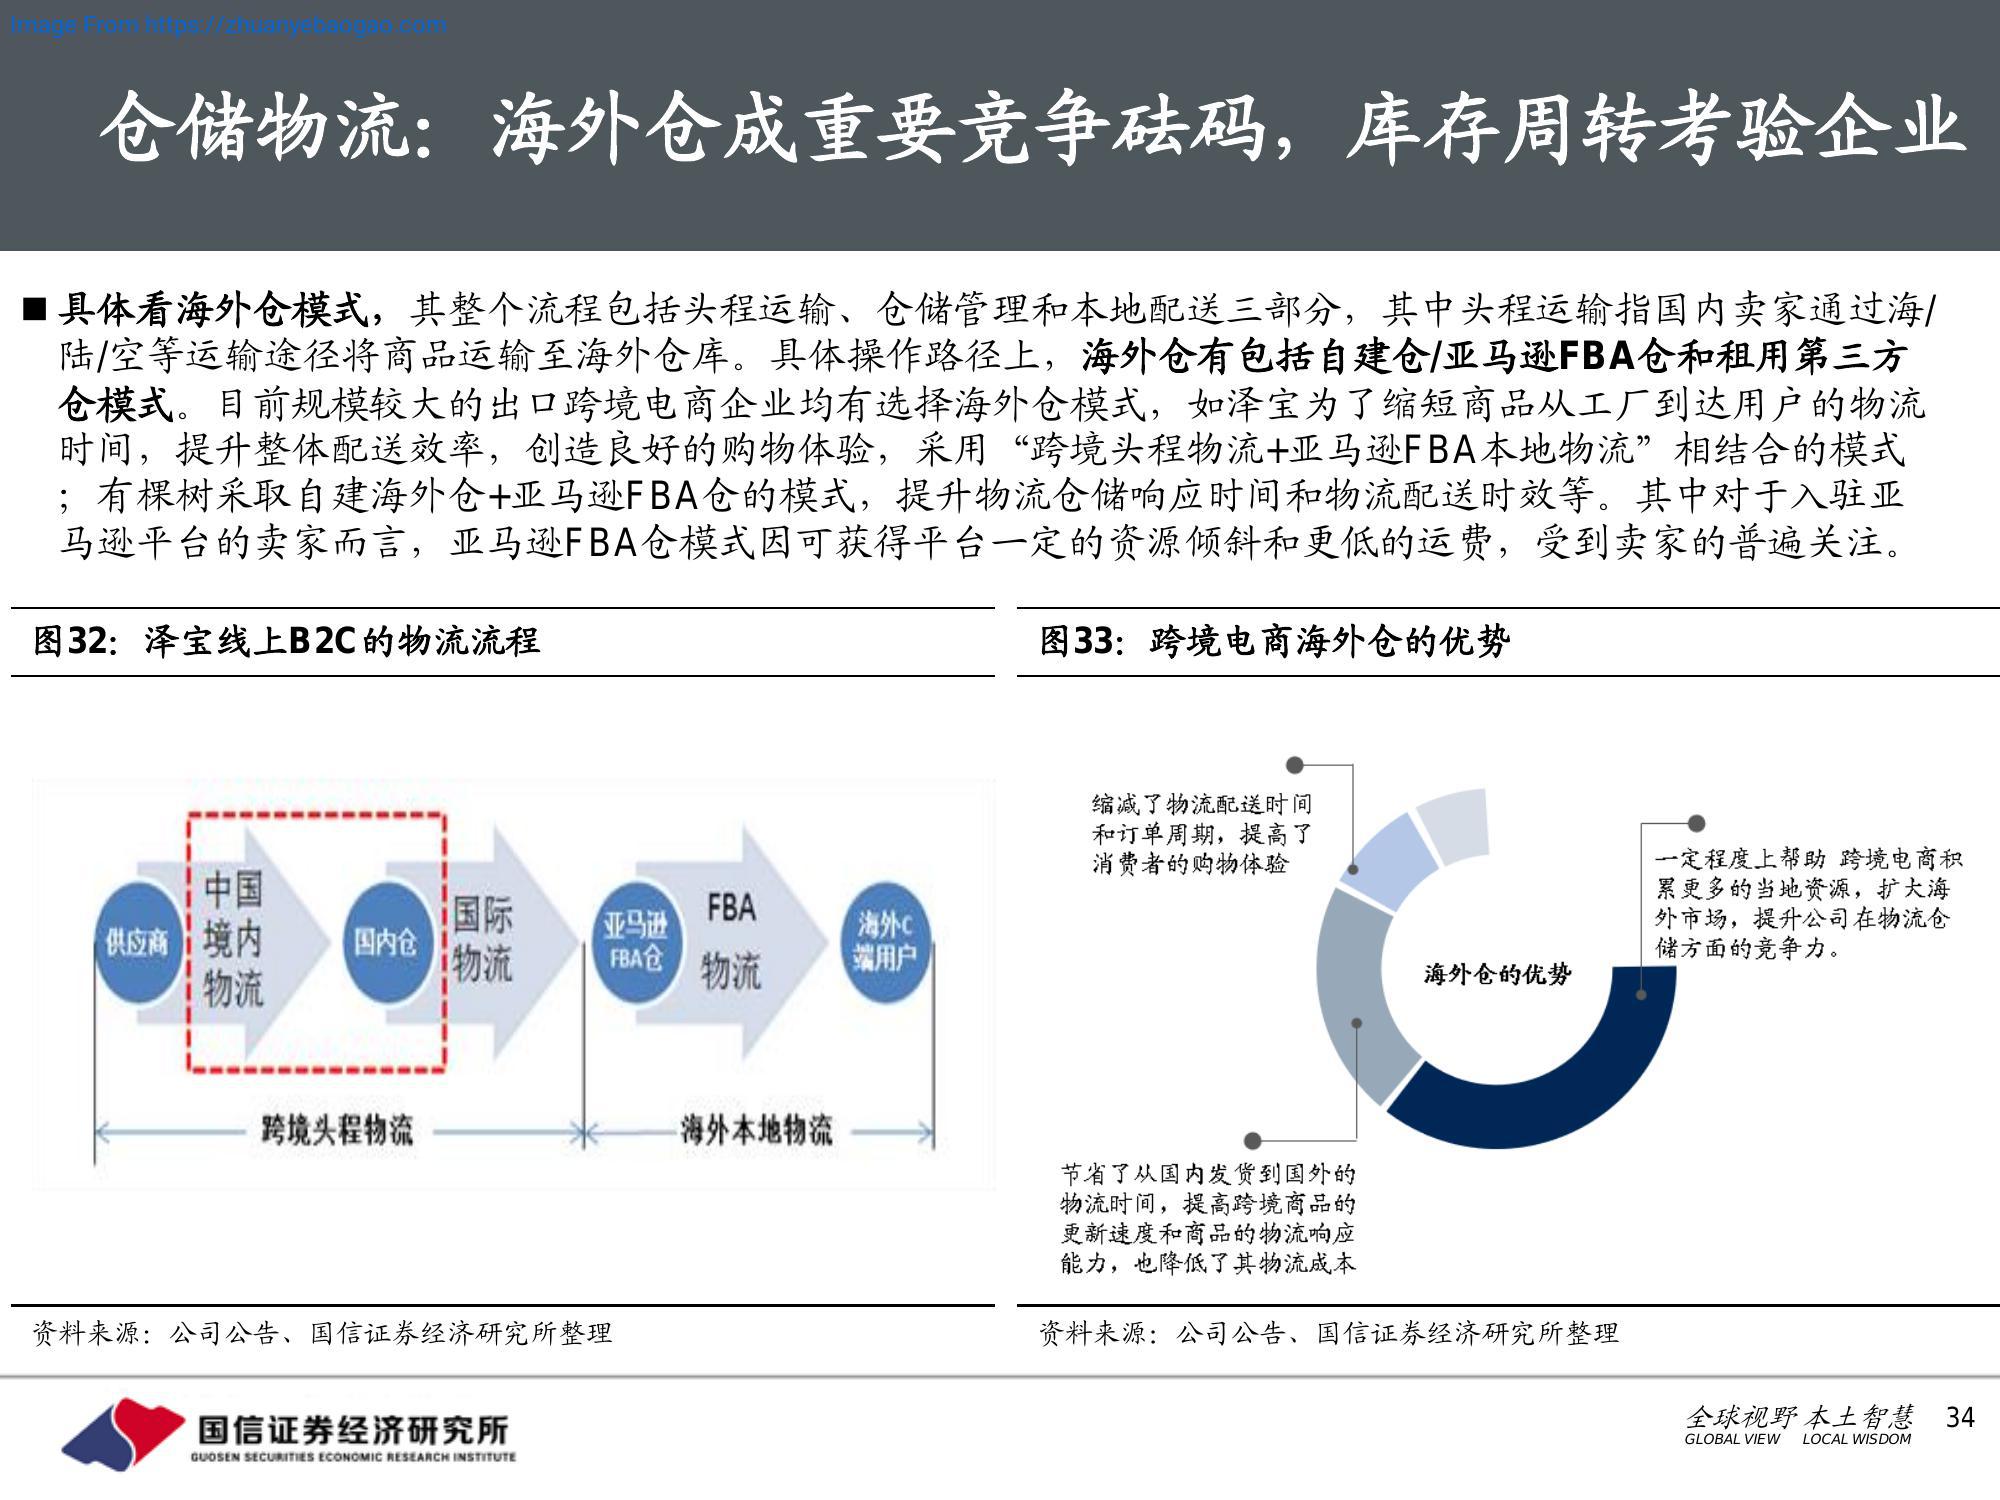 Image From https://zhuanyebaogao.com
仓储物流：海外仓成重要竞争砝码，库存周转考验企业
■具体看海外仓模式，其整个流程包括头程运输、仓储管理和本地配送三部分，其中头程运输指国内卖家通过海/
陆/空等运输途径将商品运输至海外仓库。具体操作路径上，海外仓有包括自建仓/亚马逊FBA仓和租用第三方
仓模式。目前规模较大的出口跨境电商企业均有选择海外仓模式，如泽宝为了缩短商品从工厂到达用户的物流
时间，提升整体配送效率，创造良好的购物体验，采用“跨境头程物流+亚马逊FBA本地物流”相结合的模式
；有棵树采取自建海外仓+亚马逊FBA仓的模式，提升物流仓储响应时间和物流配送时效等。其中对于入驻亚
马逊平台的卖家而言，亚马逊FBA仓模式因可获得平台一定的资源倾斜和更低的运费，受到卖家的普遍关注。
图32：泽宝线上B2C的物流流程
供应商
中国
境内
物流
国内仓
国际
物流
亚马逊
FBA仓
FBA
物流
海外C
端用户
跨境头程物流
海外本地物流
资料来源：公司公告、国信证券经济研究所整理
图33：跨境电商海外仓的优势
缩减了物流配送时间
和订单周期，提高了
消费者的购物体验
一定程度上帮助 跨境电商积
累更多的当地资源，扩大海
外市场，提升公司在物流仓
储方面的竞争力。
海外仓的优势
节省了从国内发货到国外的
物流时间，提高跨境商品的
更新速度和商品的物流响应
能力，也降低了其物流成本
资料来源：公司公告、国信证券经济研究所整理
国信证券经济研究所
GUOSEN SECURITIES ECONOMIC RESEARCH INSTITUTE
全球视野 本土智慧
GLOBAL VIEW LOCAL WISDOM
34